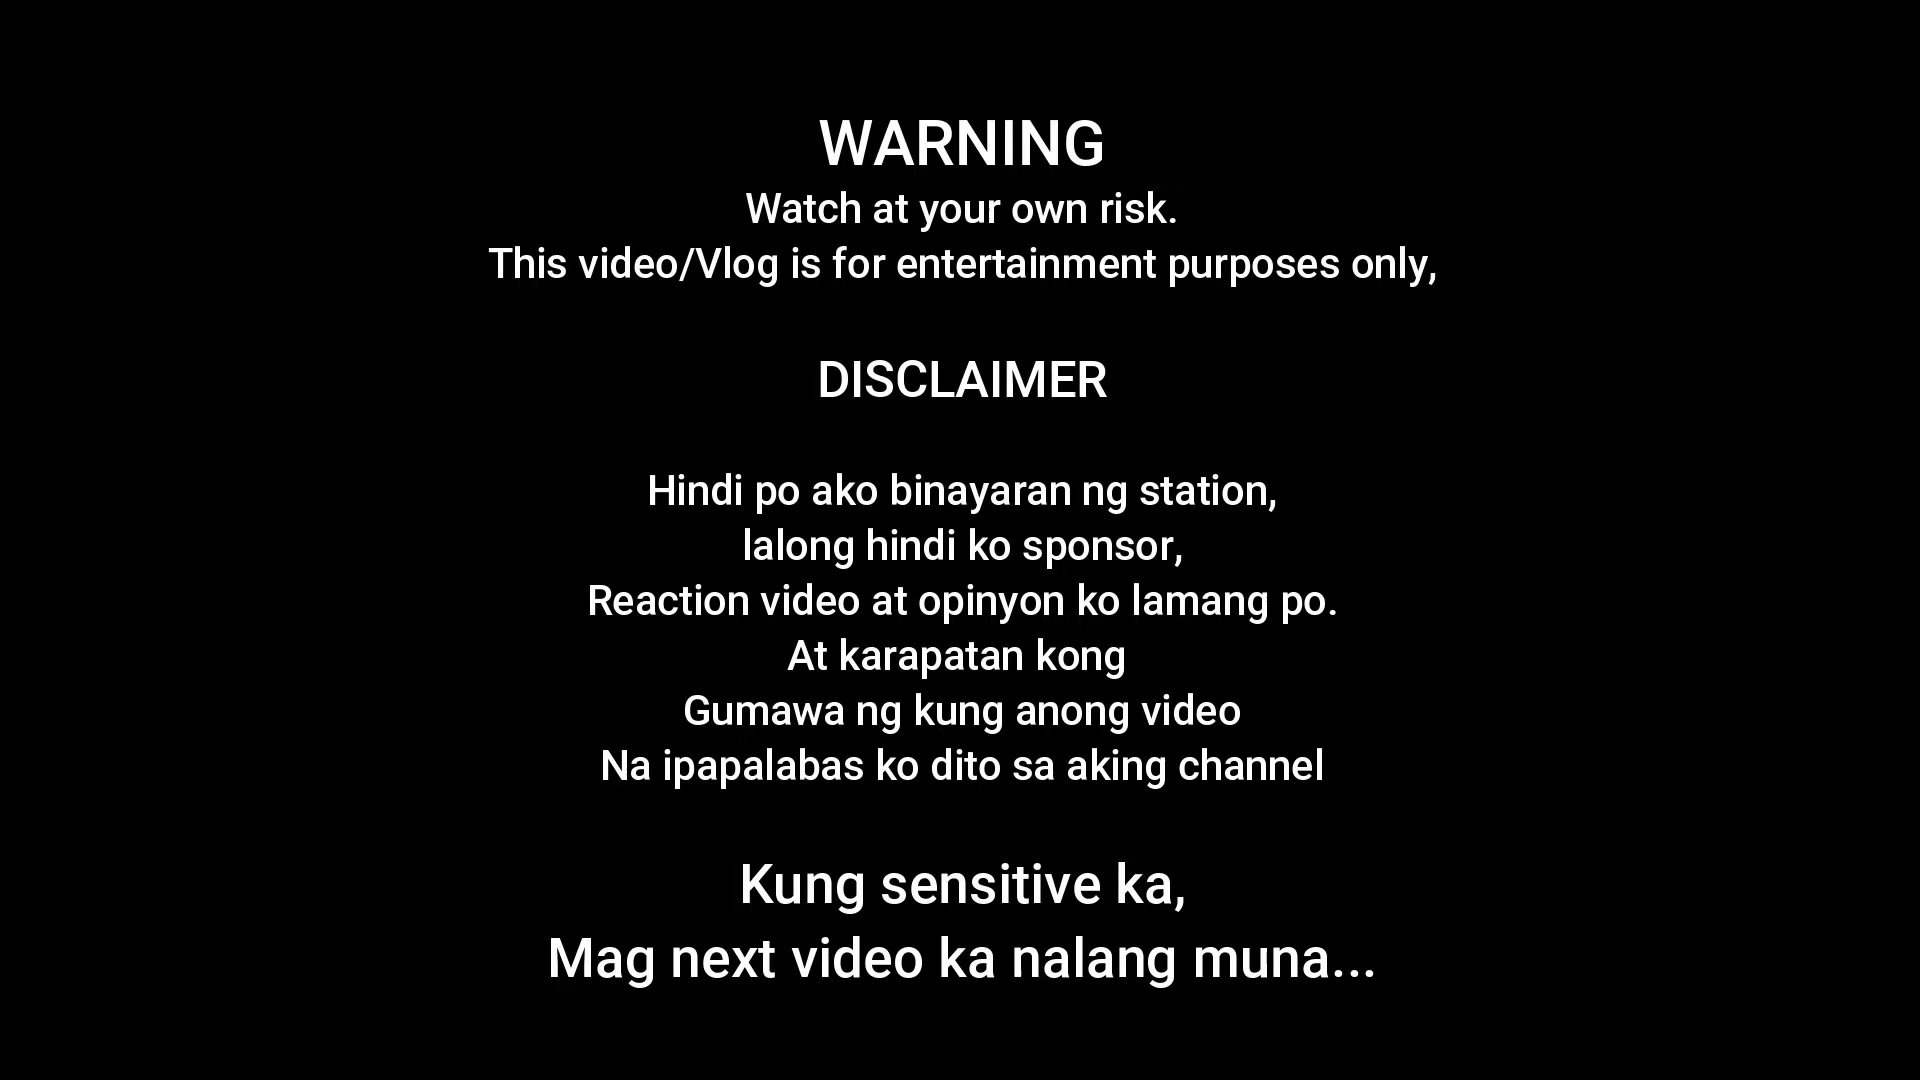 WARNING
Watch at your own risk.
This video/Vlog is for entertainment purposes only,
DISCLAIMER
Hindi po ako binayaran ng station,
lalong hindi ko sponsor,
Reaction video at opinyon ko lamang po.
At karapatan kong
Gumawa ng kung anong video
Na ipapalabas ko dito sa aking channel
Kung sensitive ka,
Mag next video ka nalang muna...